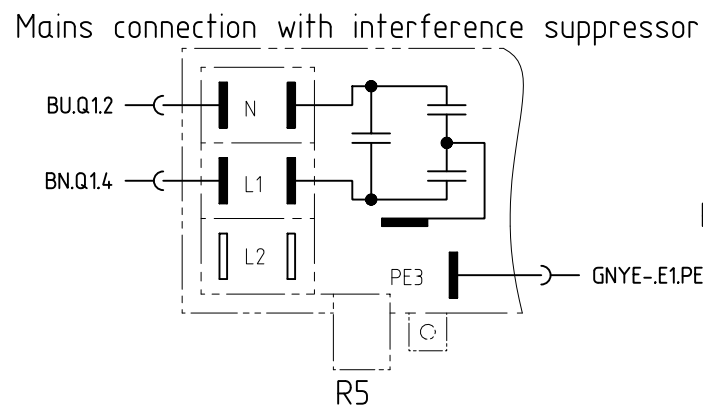 Mains connection with interference suppressor
BU.Q1.2
N
BN.Q1.4
L1
L2
PE3
GNYE-.E1.PE
R5